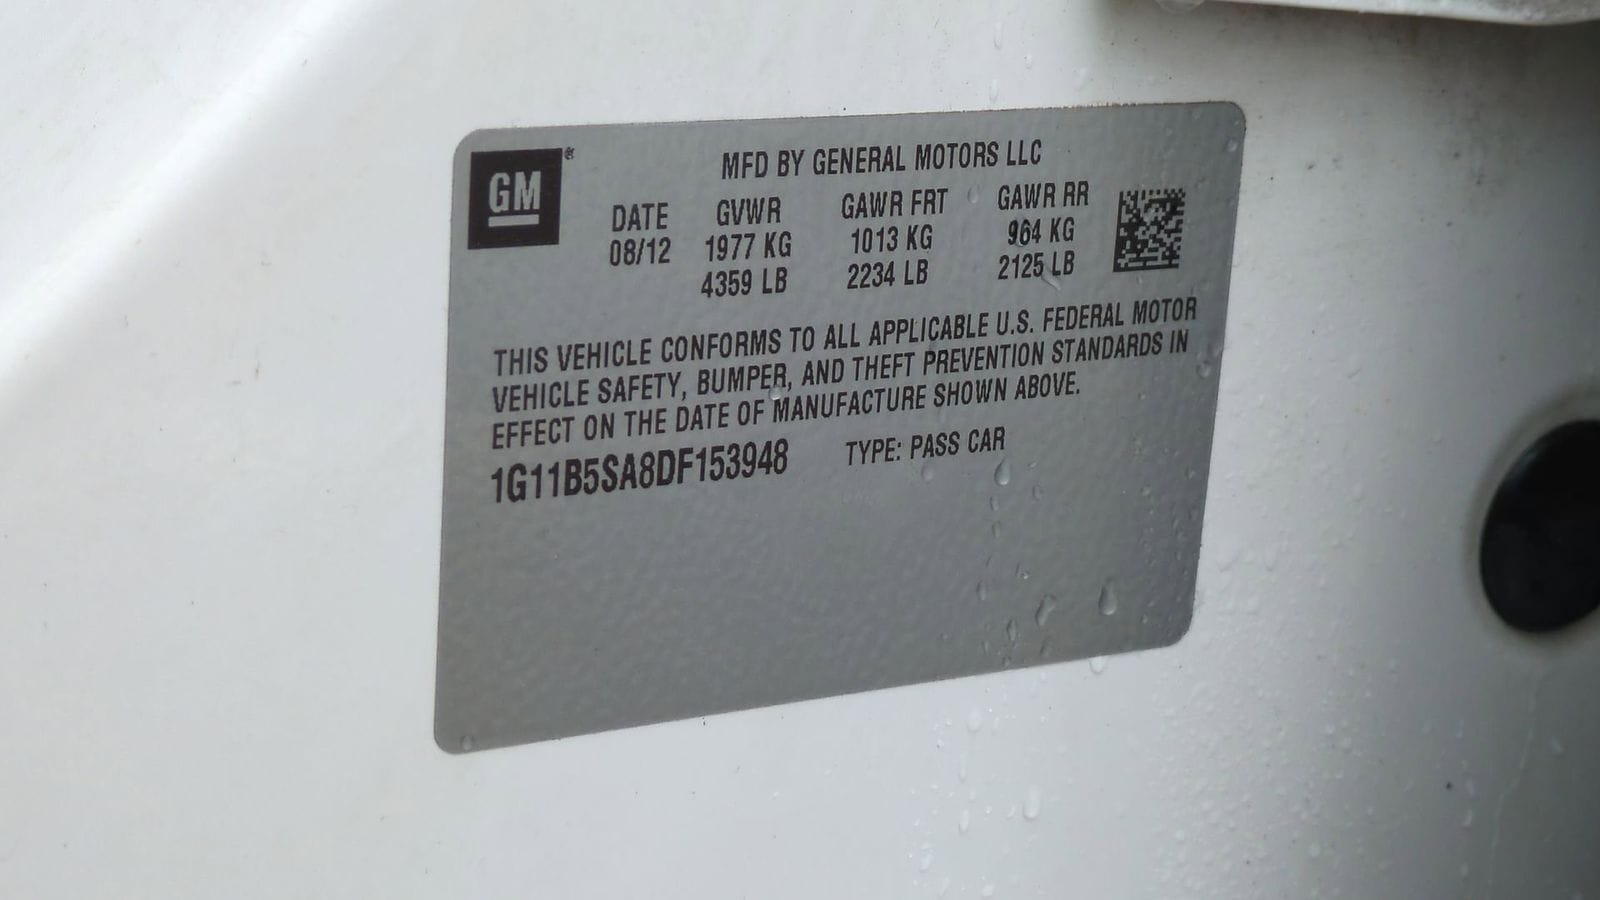 GM®
MFD BY GENERAL MOTORS LLC
DATE GVWR GAWR FRT GAWR RR
08/12 1977 KG 1013 KG 964 KG
4359 LB 2234 LB 2125 LB
THIS VEHICLE CONFORMS TO ALL APPLICABLE U.S. FEDERAL MOTOR
VEHICLE SAFETY, BUMPER, AND THEFT PREVENTION STANDARDS IN
EFFECT ON THE DATE OF MANUFACTURE SHOWN ABOVE.
1G11B5SA8DF153948 TYPE: PASS CAR